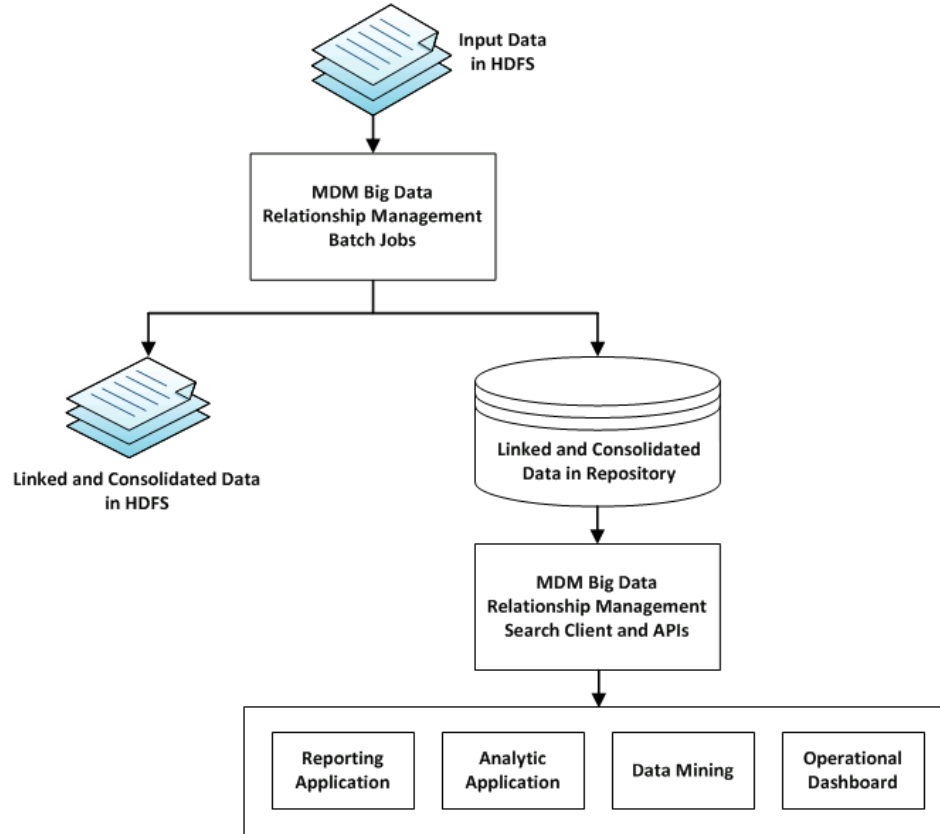 Input Data
in HDFS
MDM Big Data
Relationship Management
Batch Jobs
Linked and Consolidated Data
in HDFS
Linked and Consolidated
Data in Repository
MDM Big Data
Relationship Management
Search Client and APIs
Reporting
Application
Analytic
Application
Data Mining
Operational
Dashboard